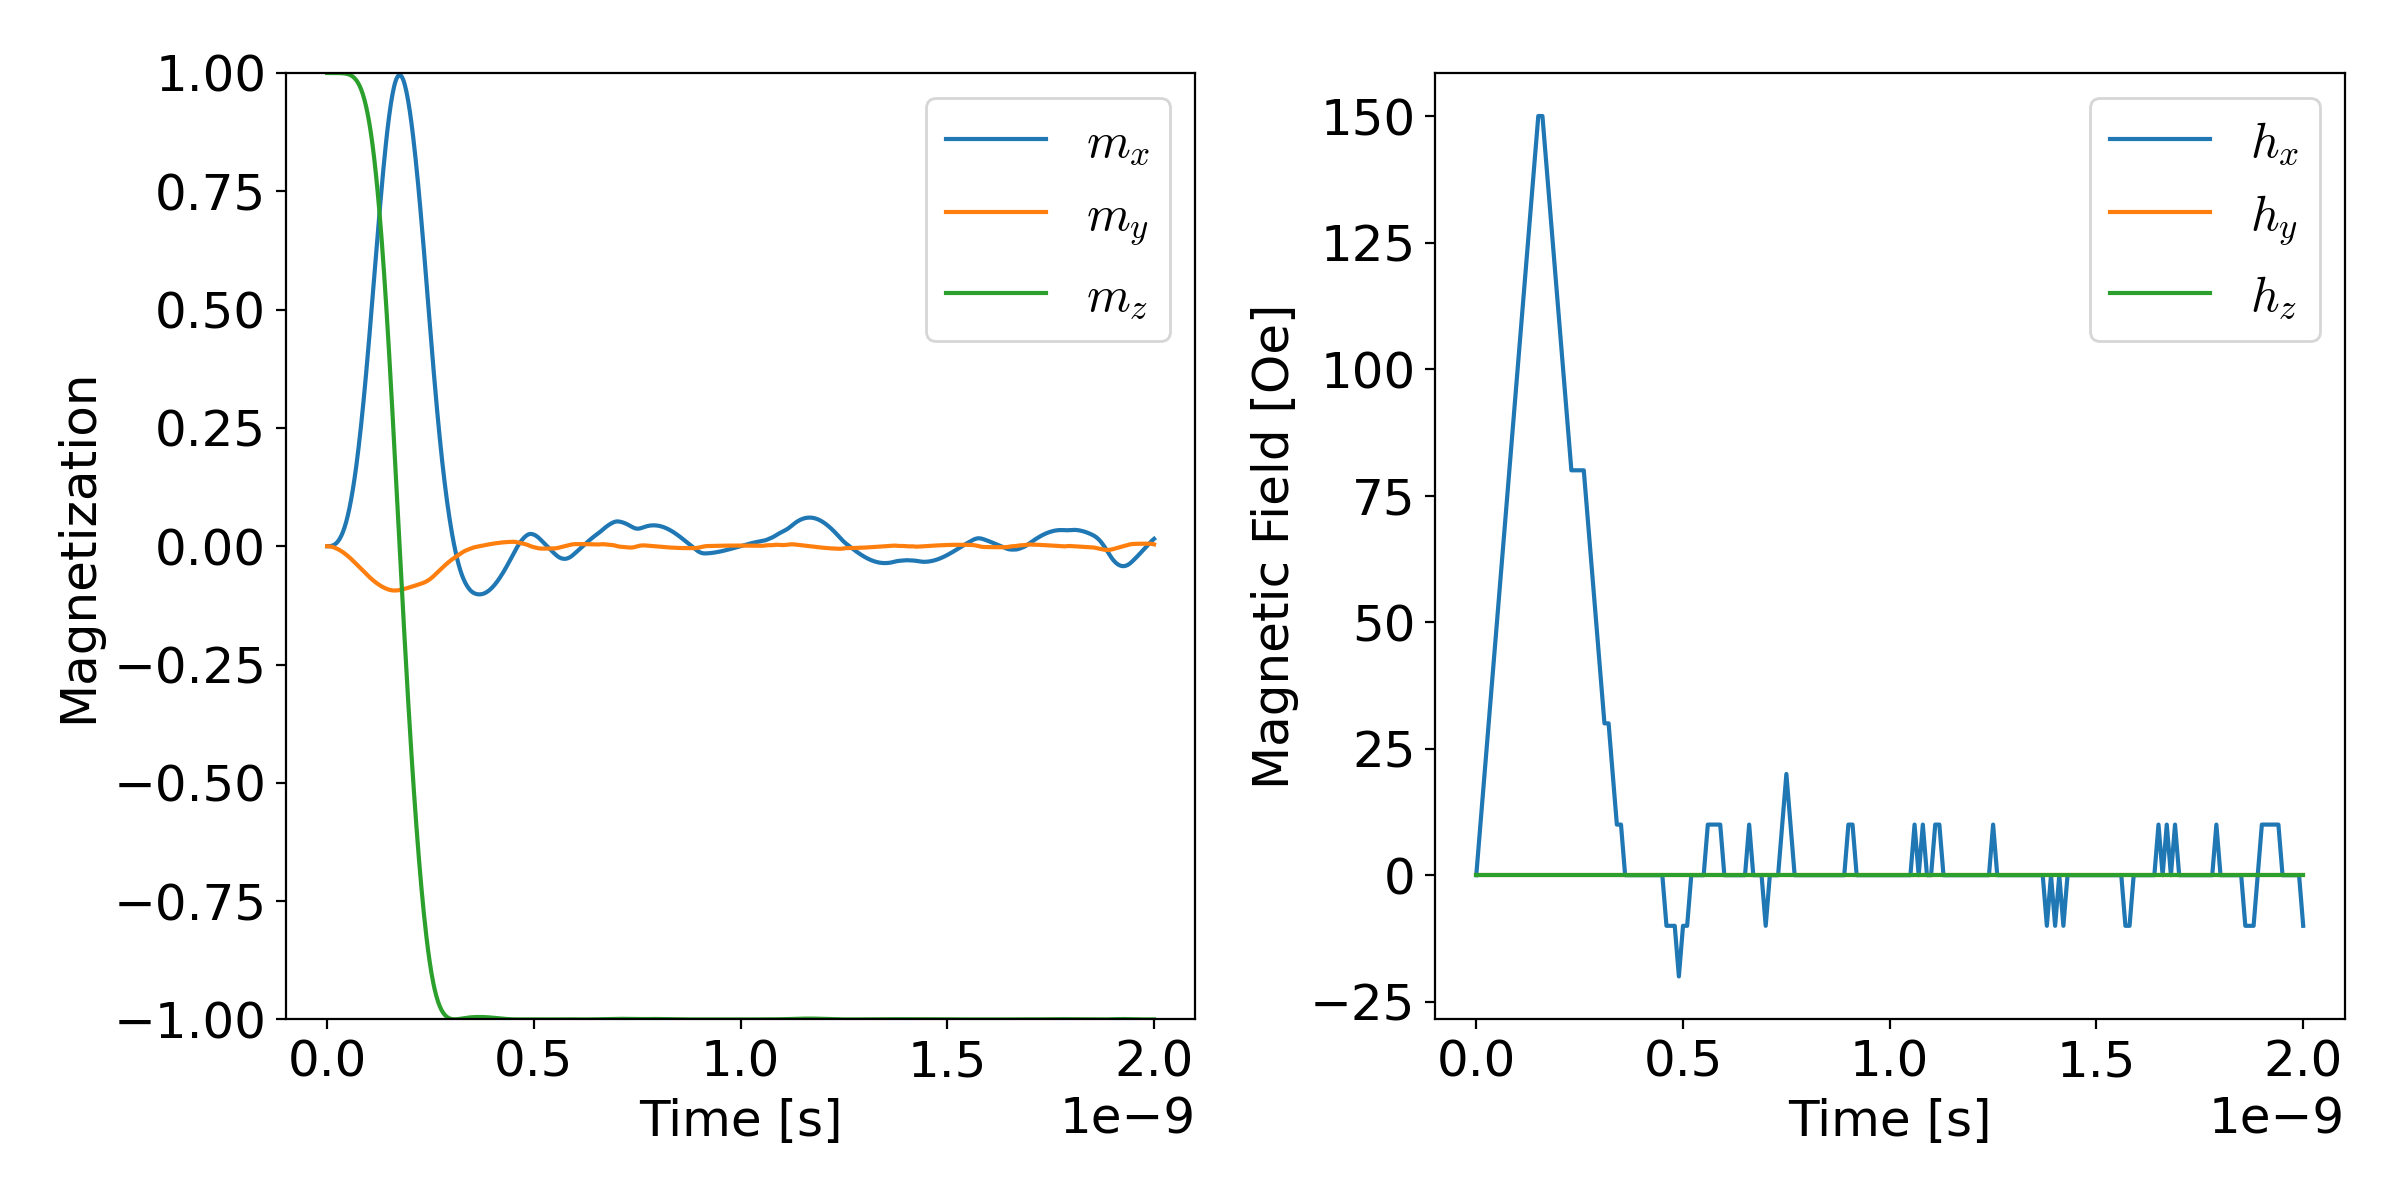 1.00
0.75
0.50
0.25
0.00
−0.25
−0.50
−0.75
−1.00
Magnetization
0.0 0.5 1.0 1.5 2.0
Time [s]
1e−9
m_x
m_y
m_z
150
125
100
75
50
25
0
−25
Magnetic Field [Oe]
0.0 0.5 1.0 1.5 2.0
Time [s]
1e−9
h_x
h_y
h_z